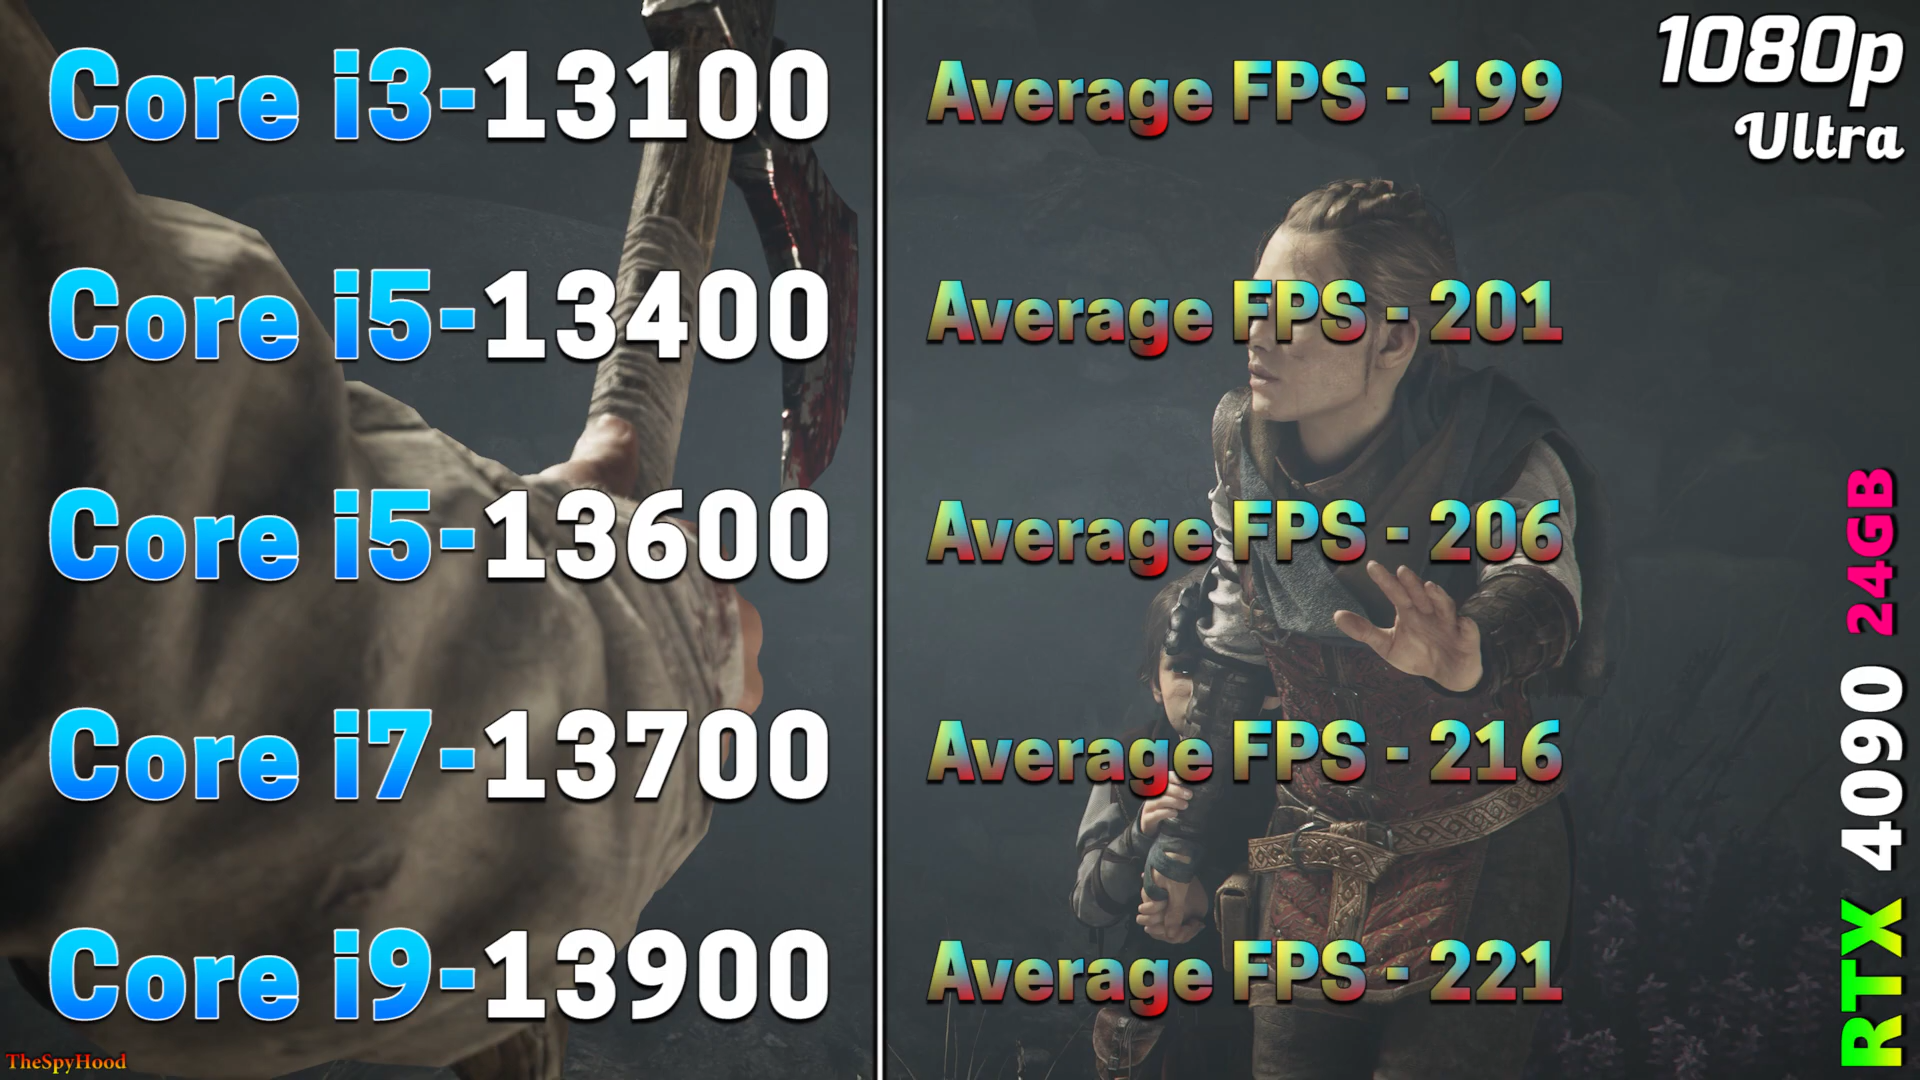 Core i3-13100 Average FPS - 199
1080p
Ultra
Core i5-13400 Average FPS - 201
Core i5-13600 Average FPS - 206
Core i7-13700 Average FPS - 216
Core i9-13900 Average FPS - 221
RTX 4090 24GB
TheSpyHood